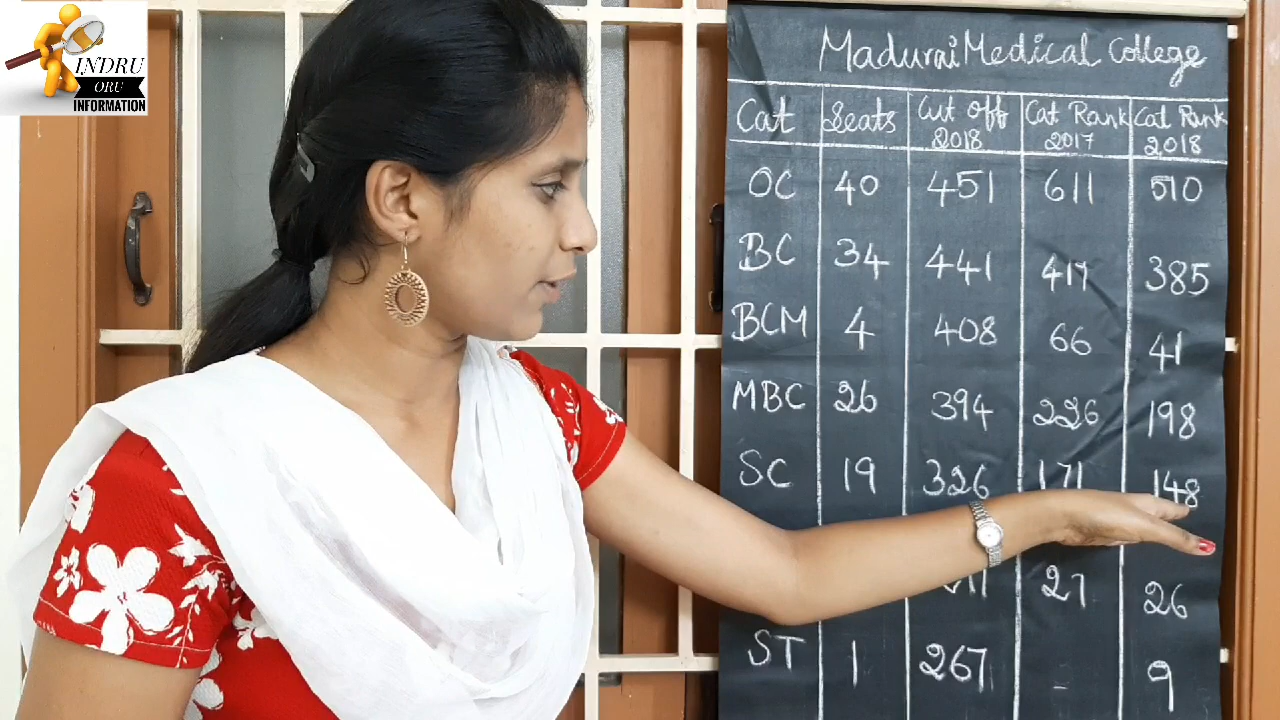 INDRU
ORU
INFORMATION
Madurai Medical College
Cat Seats Cut off 2018 Cat Rank 2017 Cat Rank 2018
OC 40 451 611 510
BC 34 441 417 385
BCM 4 408 66 41
MBC 26 394 226 198
SC 19 326 171 148
27 26
ST 1 267 - 9